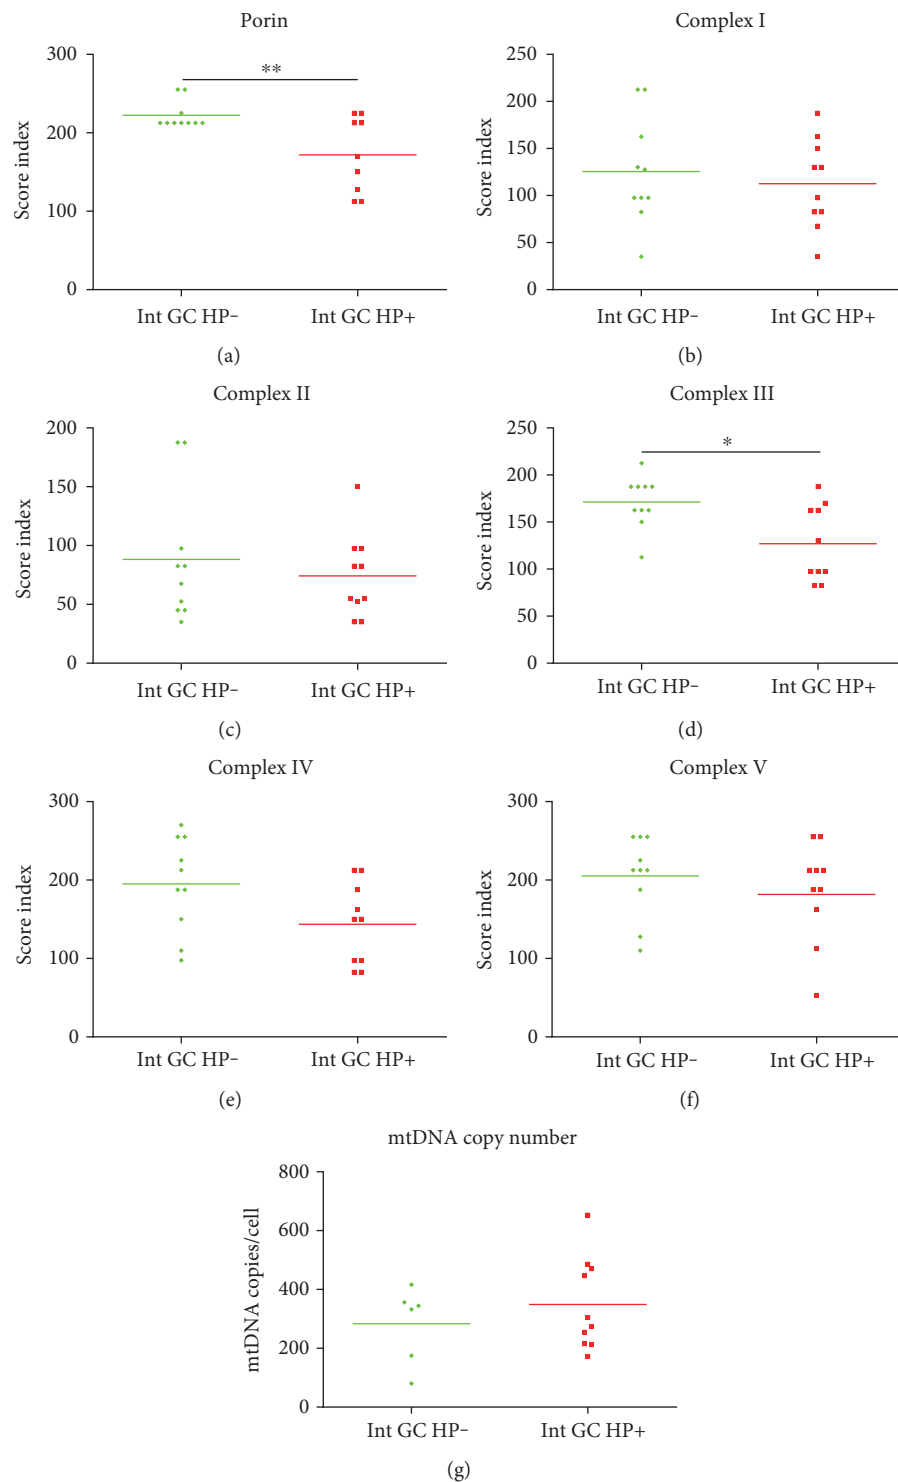 Porin
300
200
100
0
Score index
**
Int GC HP−
Int GC HP+
(a)
Complex I
250
200
150
100
50
0
Score index
Int GC HP−
Int GC HP+
(b)
Complex II
200
150
100
50
0
Score index
Int GC HP−
Int GC HP+
(c)
Complex III
250
200
150
100
50
0
Score index
*
Int GC HP−
Int GC HP+
(d)
Complex IV
300
200
100
0
Score index
Int GC HP−
Int GC HP+
(e)
Complex V
300
200
100
0
Score index
Int GC HP−
Int GC HP+
(f)
mtDNA copy number
800
600
400
200
0
mtDNA copies/cell
Int GC HP−
Int GC HP+
(g)